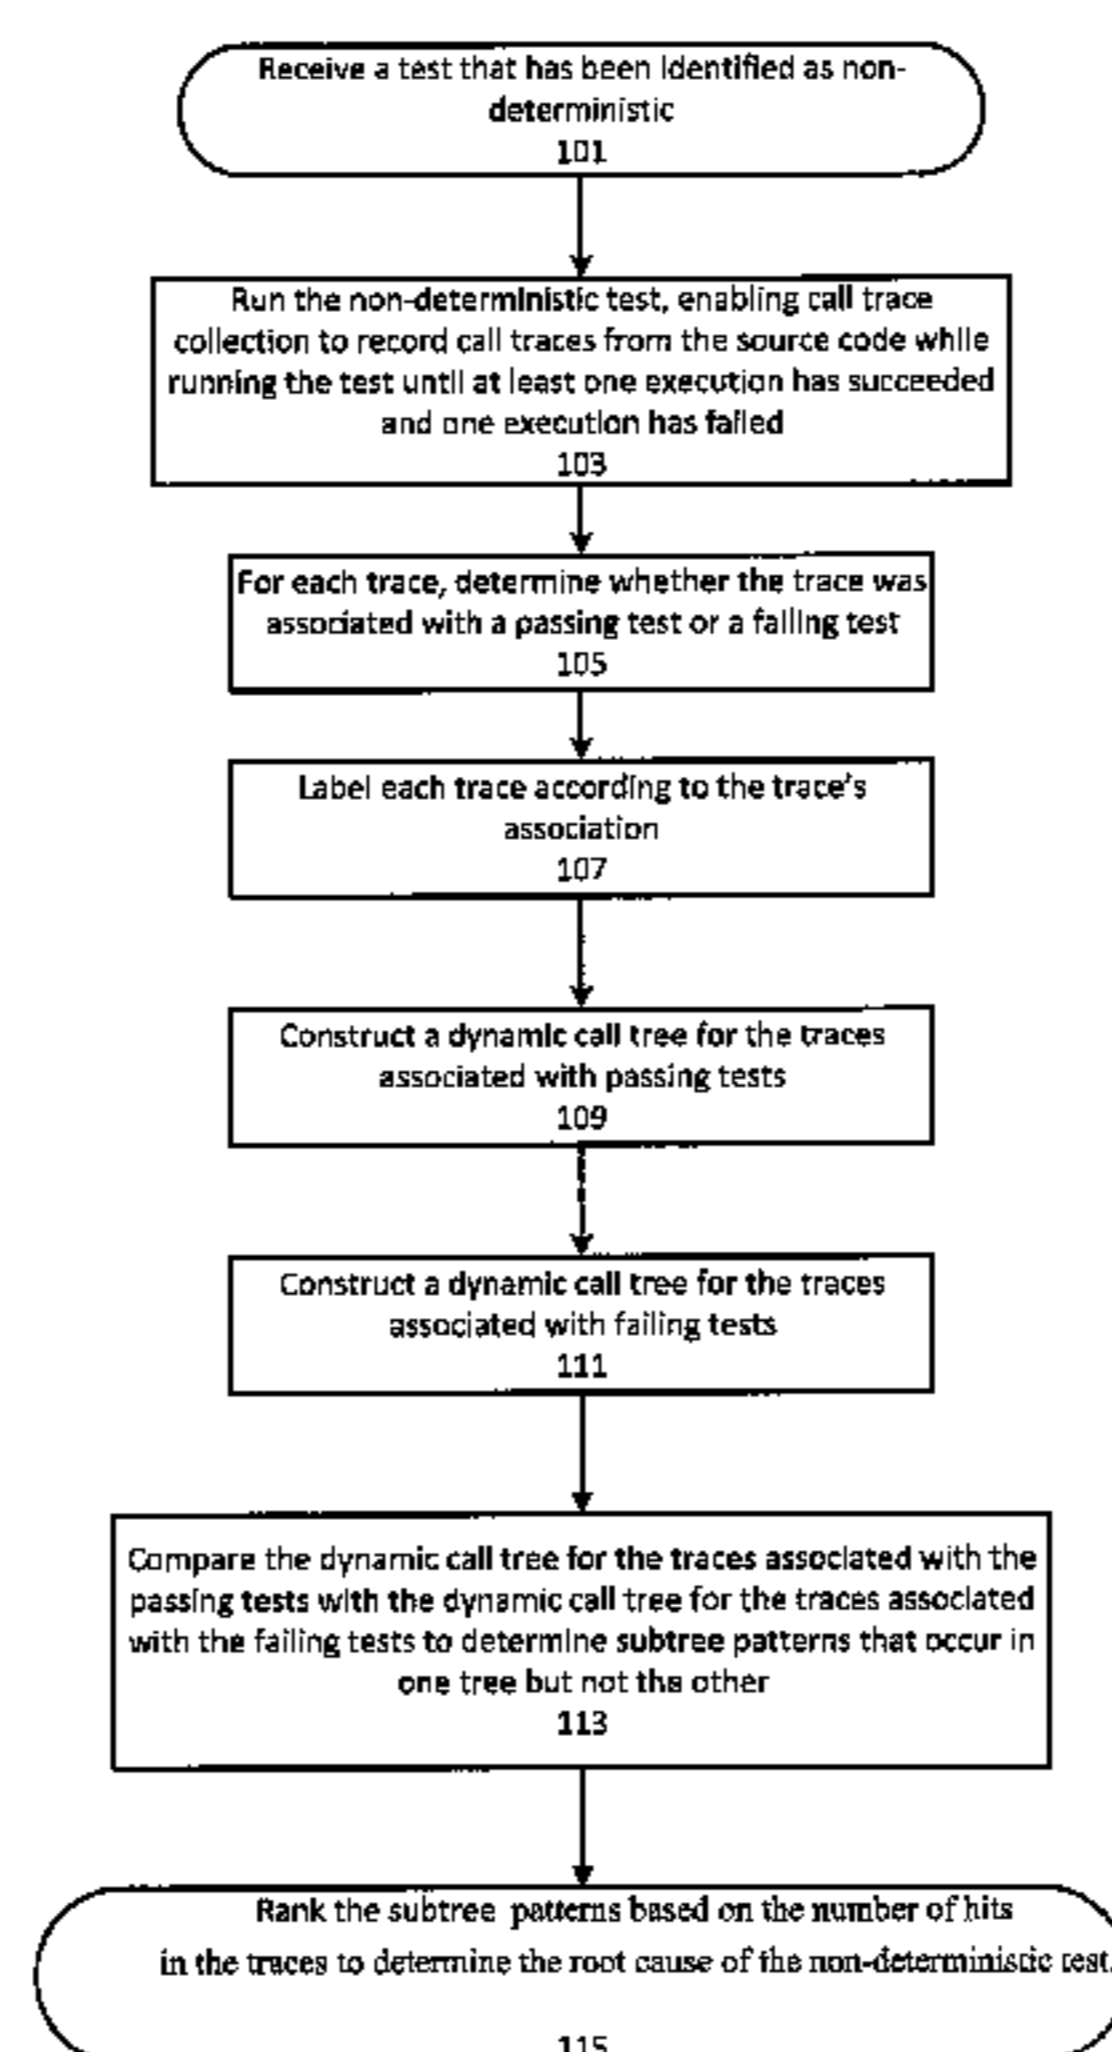 Receive a test that has been identified as non-
deterministic
101
Run the non-deterministic test, enabling call trace
collection to record call traces from the source code while
running the test until at least one execution has succeeded
and one execution has failed
103
For each trace, determine whether the trace was
associated with a passing test or a failing test
105
Label each trace according to the trace's
association
107
Construct a dynamic call tree for the traces
associated with passing tests
109
Construct a dynamic call tree for the traces
associated with failing tests
111
Compare the dynamic call tree for the traces associated with the
passing tests with the dynamic call tree for the traces associated
with the failing tests to determine subtree patterns that occur in
one tree but not the other
113
Rank the subtree patterns based on the number of hits
in the traces to determine the root cause of the non-deterministic test.
115